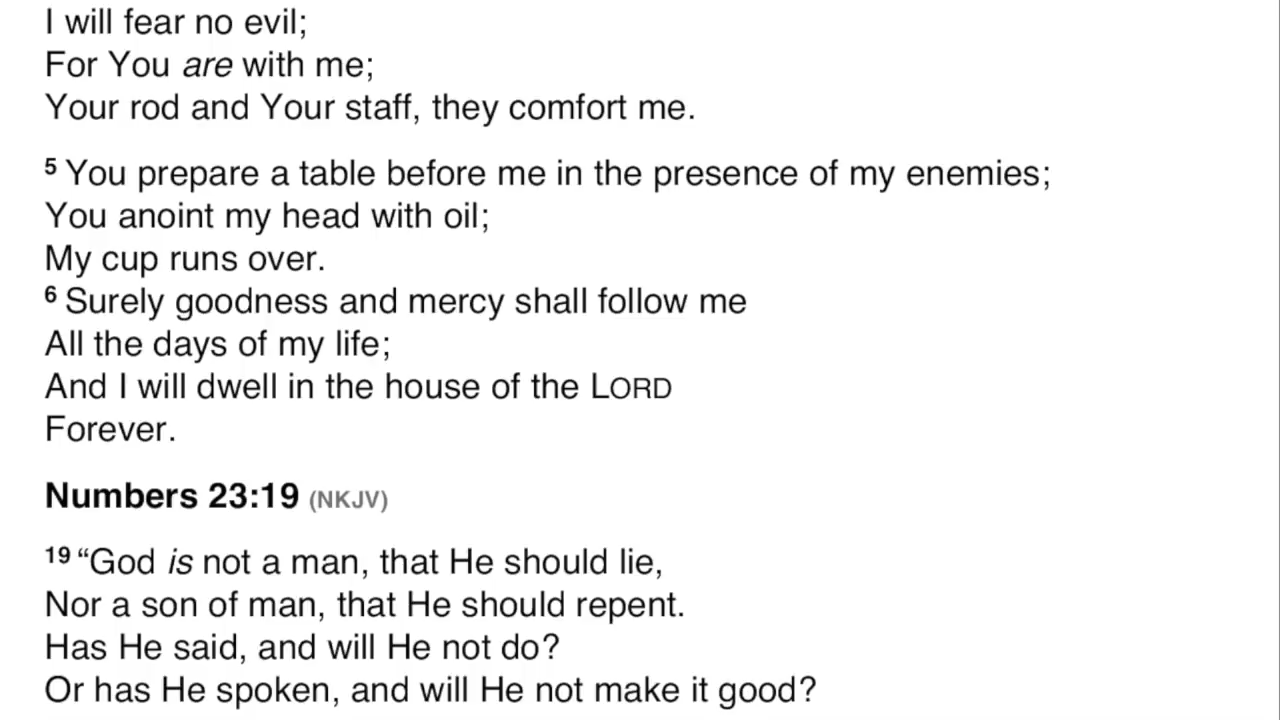 I will fear no evil;
For You are with me;
Your rod and Your staff, they comfort me.
5 You prepare a table before me in the presence of my enemies;
You anoint my head with oil;
My cup runs over.
6 Surely goodness and mercy shall follow me
All the days of my life;
And I will dwell in the house of the LORD
Forever.
Numbers 23:19 (NKJV)
19 “God is not a man, that He should lie,
Nor a son of man, that He should repent.
Has He said, and will He not do?
Or has He spoken, and will He not make it good?